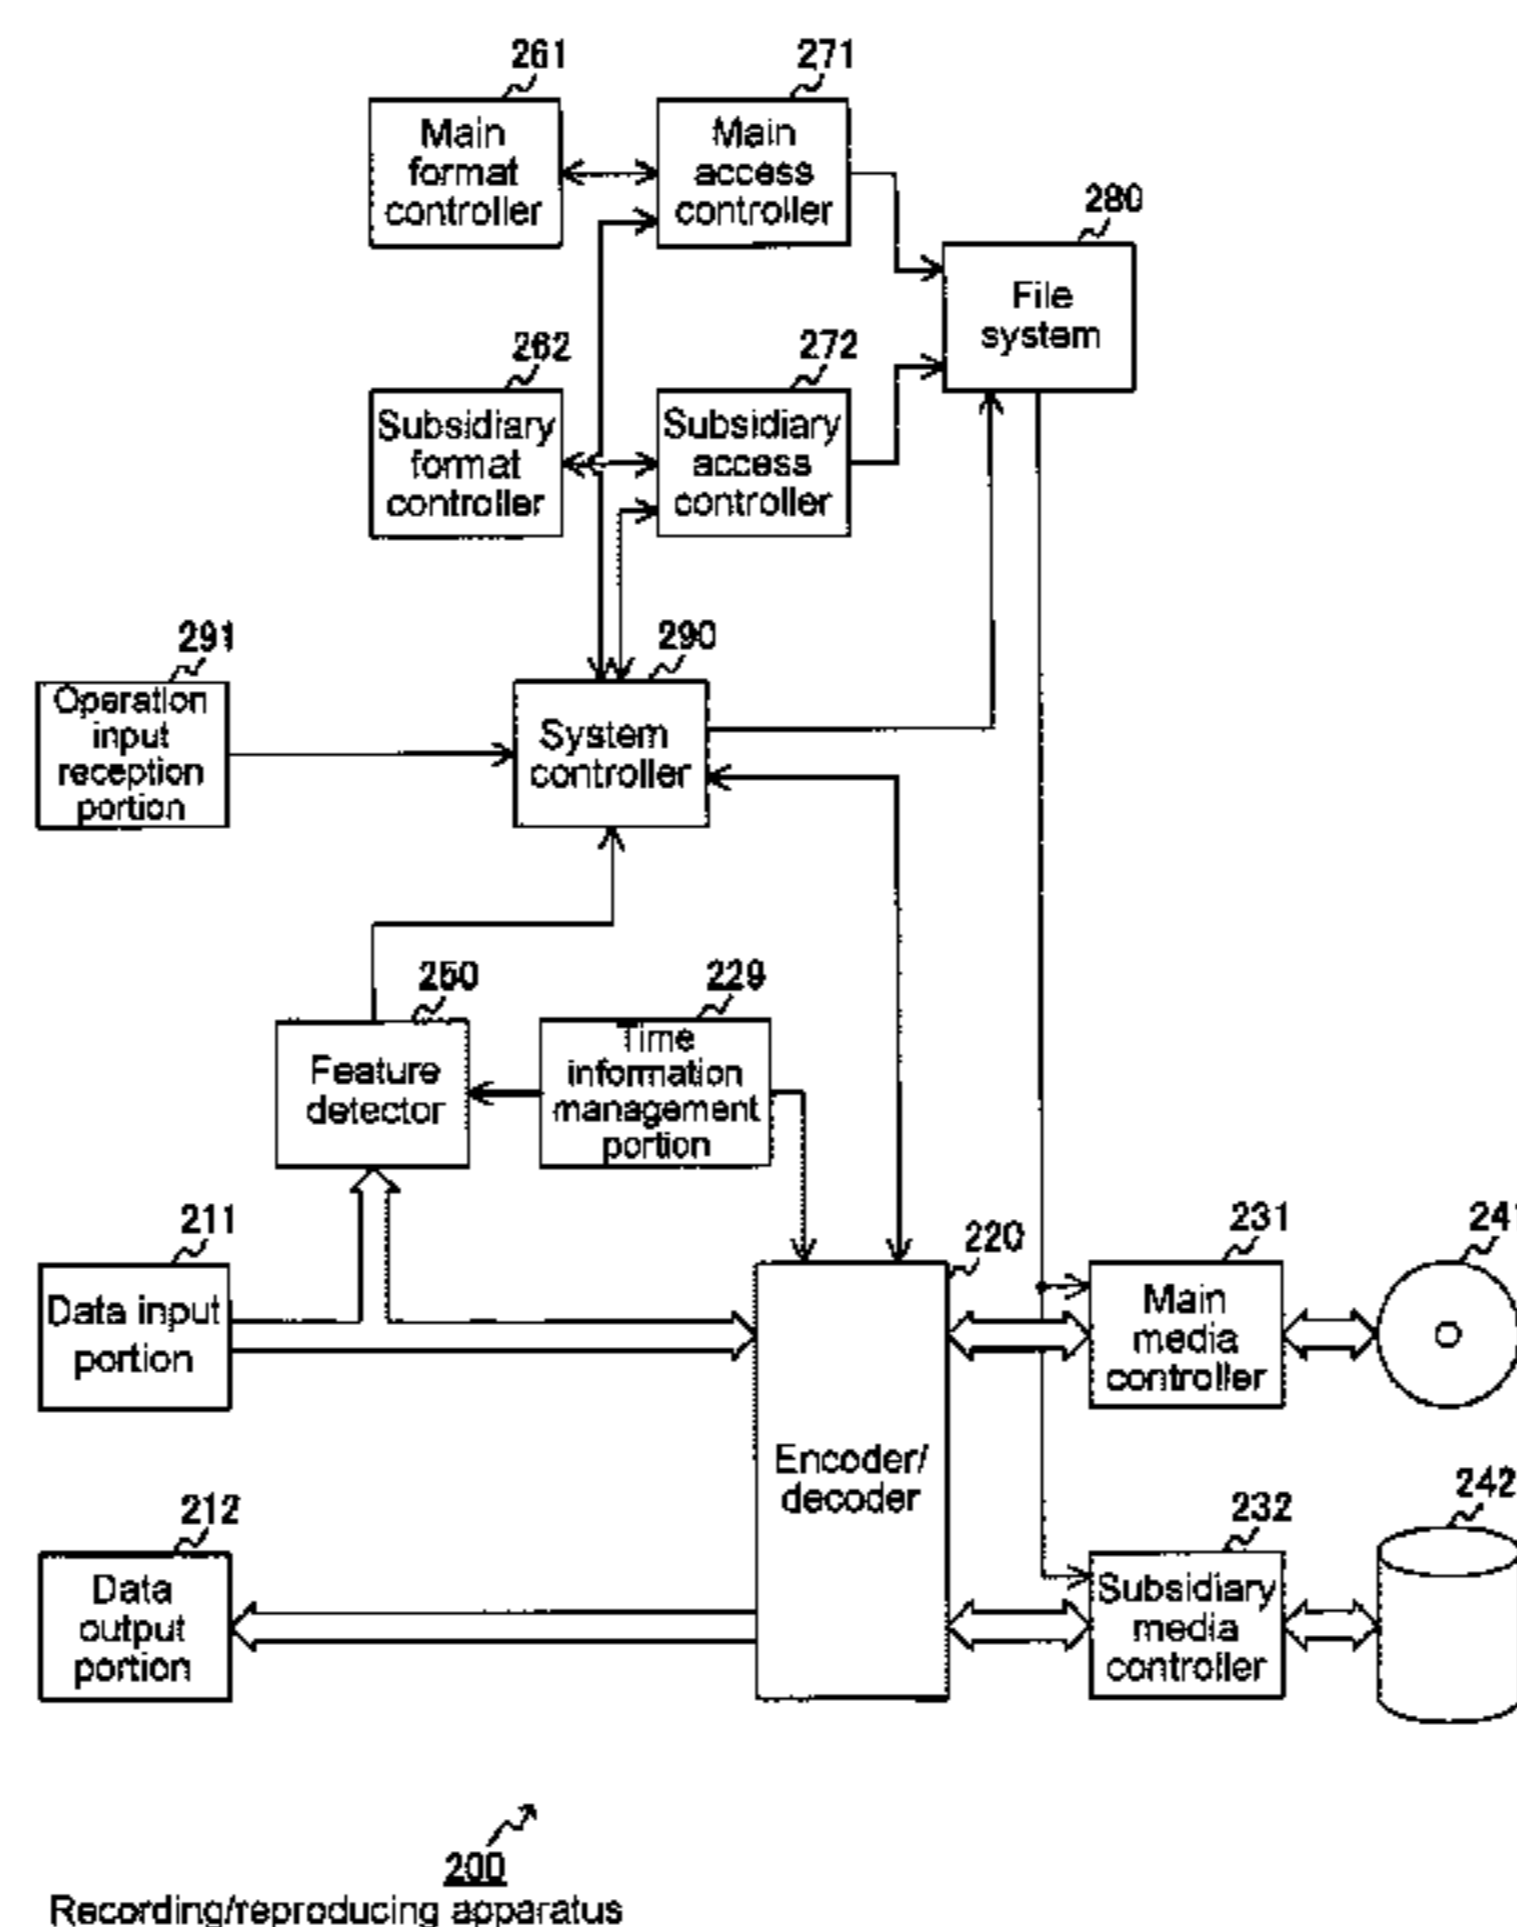 261
271
Main
format
controller
Main
access
controller
280
File
system
262
272
Subsidiary
format
controller
Subsidiary
access
controller
291
290
Operation
input
reception
portion
System
controller
250
229
Feature
detector
Time
information
management
portion
211
220
231
241
Data input
portion
Main
media
controller
Encoder/
decoder
212
232
242
Data
output
portion
Subsidiary
media
controller
200
Recording/reproducing apparatus